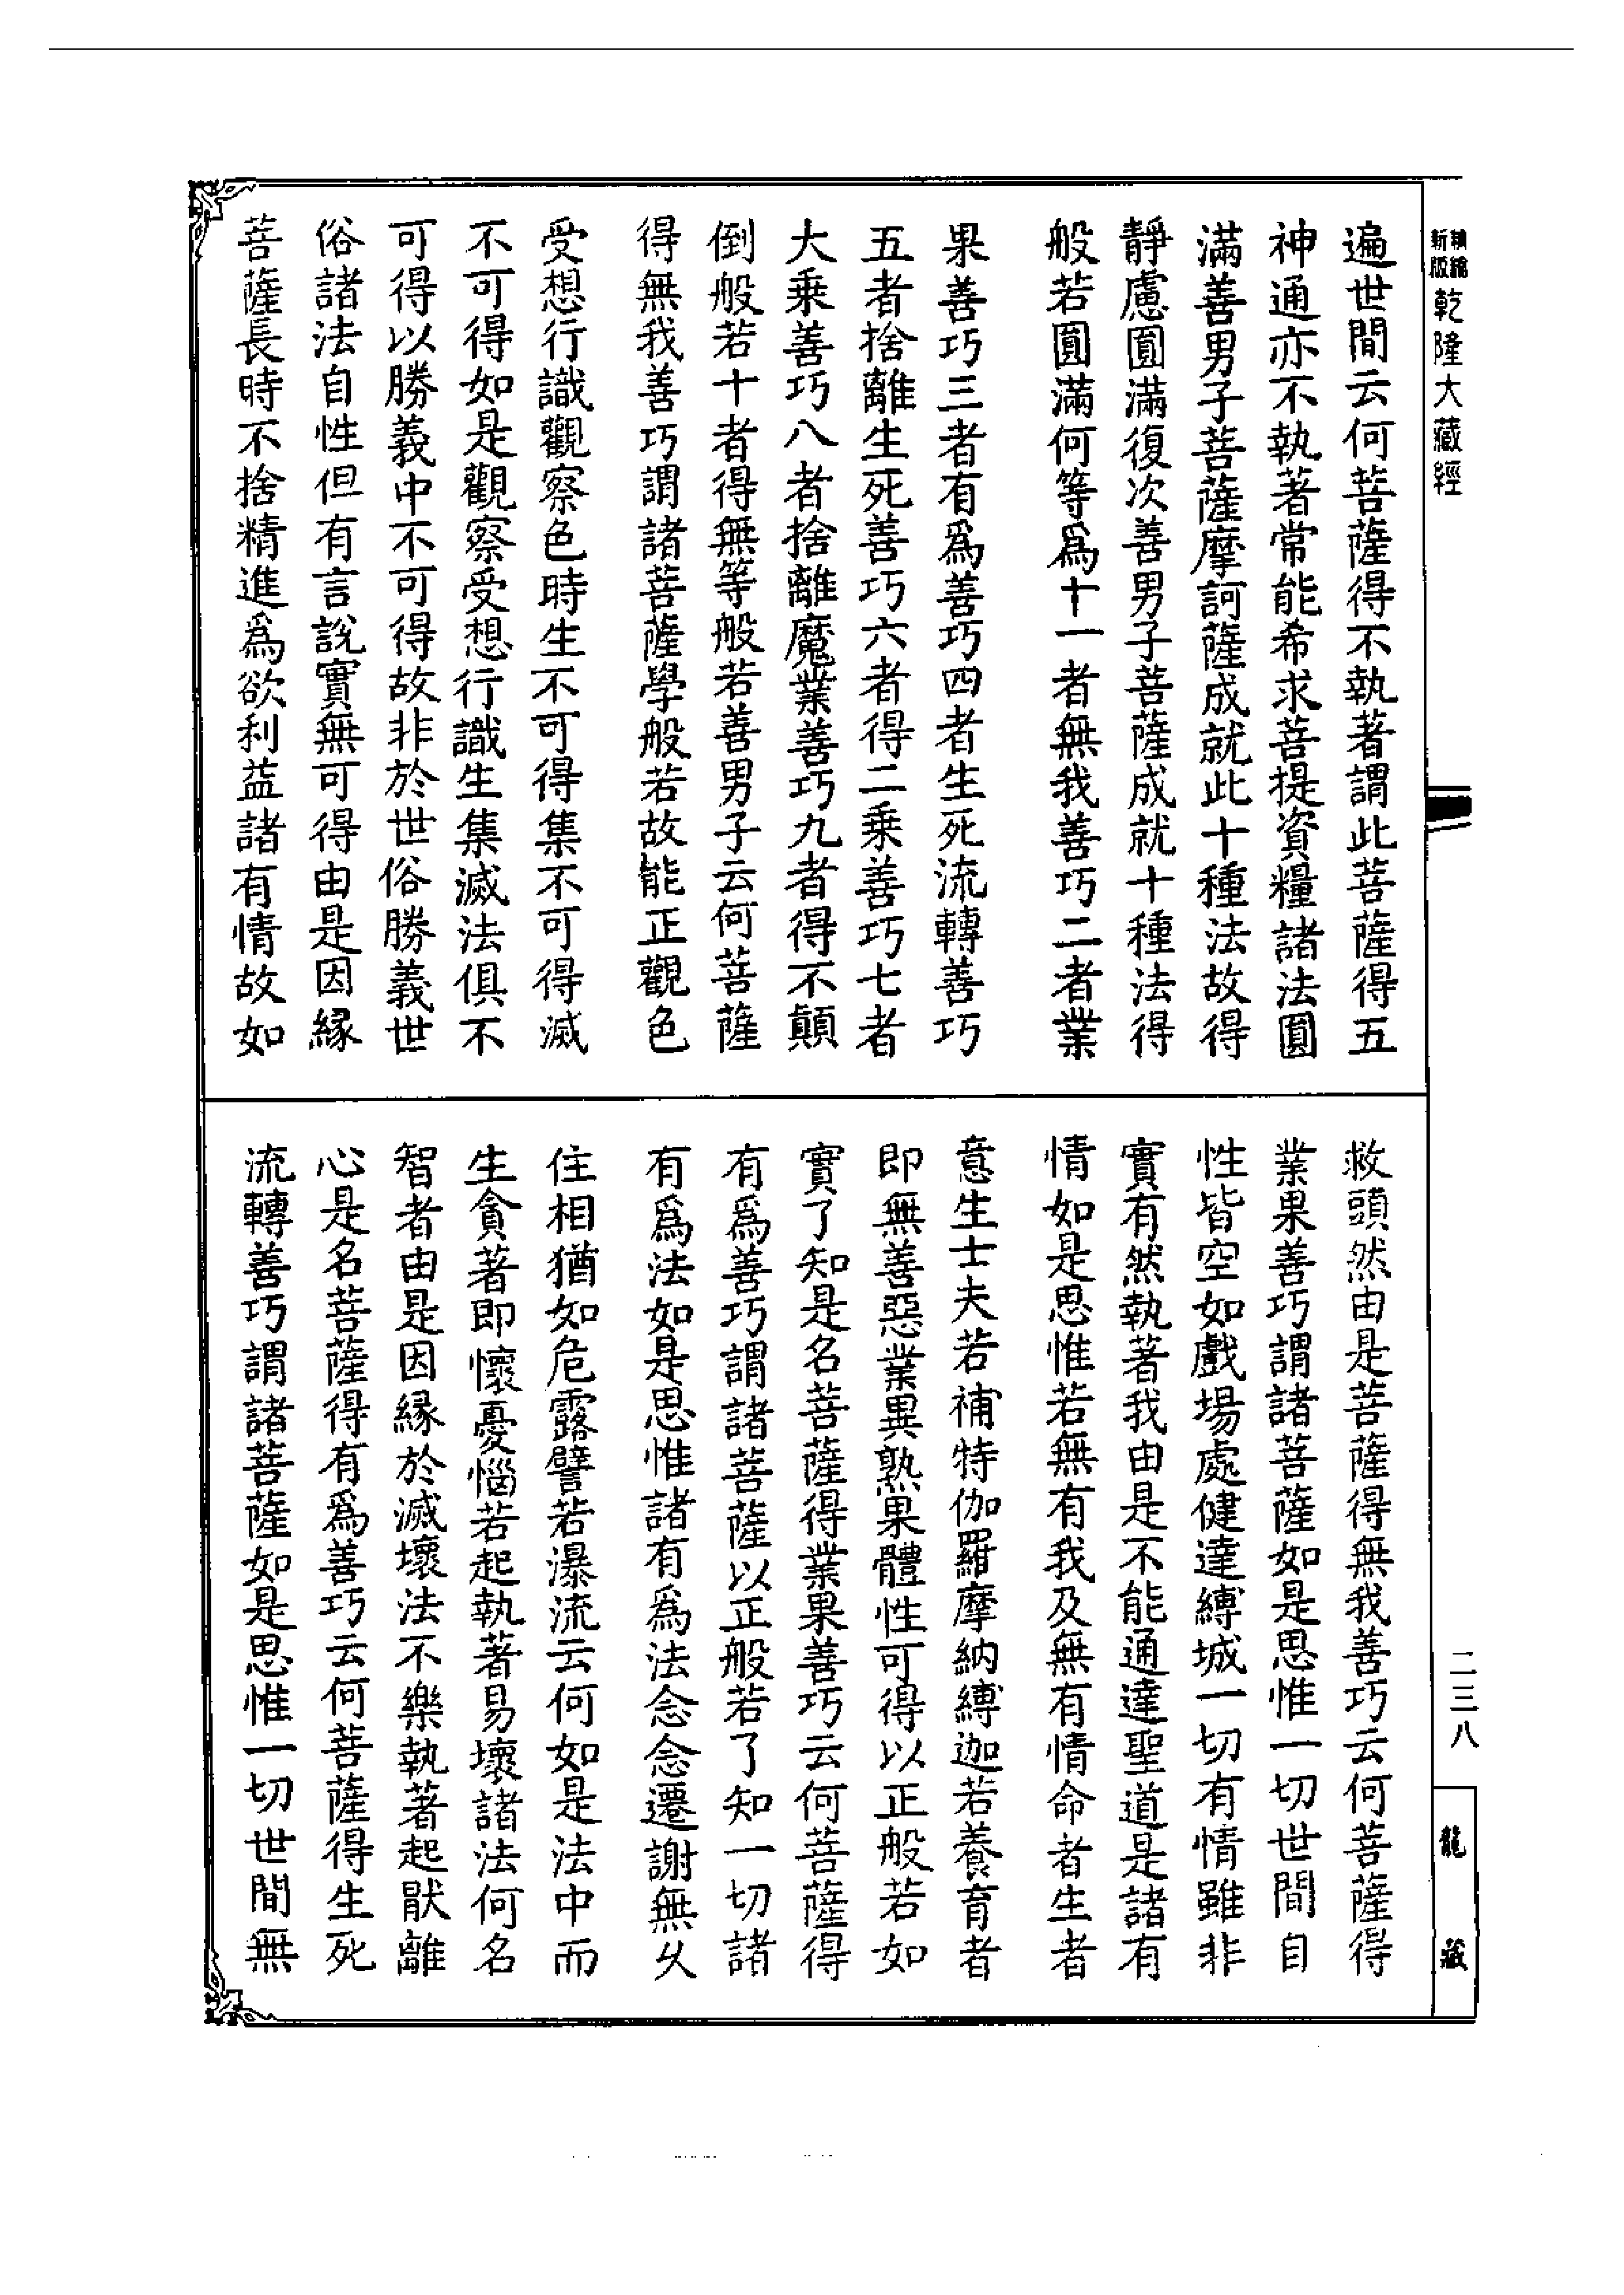 新編
新版
乾隆大藏經
遍世間云何菩薩得不執著謂此菩薩得五
神通亦不執著常能希求菩提資糧諸法圓
滿善男子菩薩摩訶薩成就此十種法故得
靜慮圓滿復次善男子菩薩成就十種法得
般若圓滿何等爲十一者無我善巧二者業
果善巧三者有爲善巧四者生死流轉善巧
五者捨離生死善巧六者得二乘善巧七者
大乘善巧八者捨離魔業善巧九者得不顛
倒般若十者得無等般若善男子云何菩薩
得無我善巧謂諸菩薩學般若故能正觀色
受想行識觀察色時生不可得集不可得滅
不可得如是觀察受想行識生集滅法俱不
可得以勝義中不可得故非於世俗勝義世
俗諸法自性但有言說實無可得由是因緣
菩薩長時不捨精進爲欲利益諸有情故如
救頭然由是菩薩得無我善巧云何菩薩得
業果善巧謂諸菩薩如是思惟一切世間自
性皆空如戲場處健達縛城一切有情雖非
實有然執著我由是不能通達聖道是諸有
情如是思惟若無有我及無有情命者生者
意生士夫若補特伽羅摩納縛迦若養育者
即無善惡業異熟果體性可得以正般若如
實了知是名菩薩得業果善巧云何菩薩得
有爲善巧謂諸菩薩以正般若了知一切諸
有爲法如是思惟諸有爲法念念遷謝無久
住相猶如危露譬若瀑流云何如是法中而
生貪著即懷憂惱若起執著易壞諸法何名
智者由是因緣於滅壞法不樂執著起猒離
心是名菩薩得有爲善巧云何菩薩得生死
流轉善巧謂諸菩薩如是思惟一切世間無
二三八
龍藏